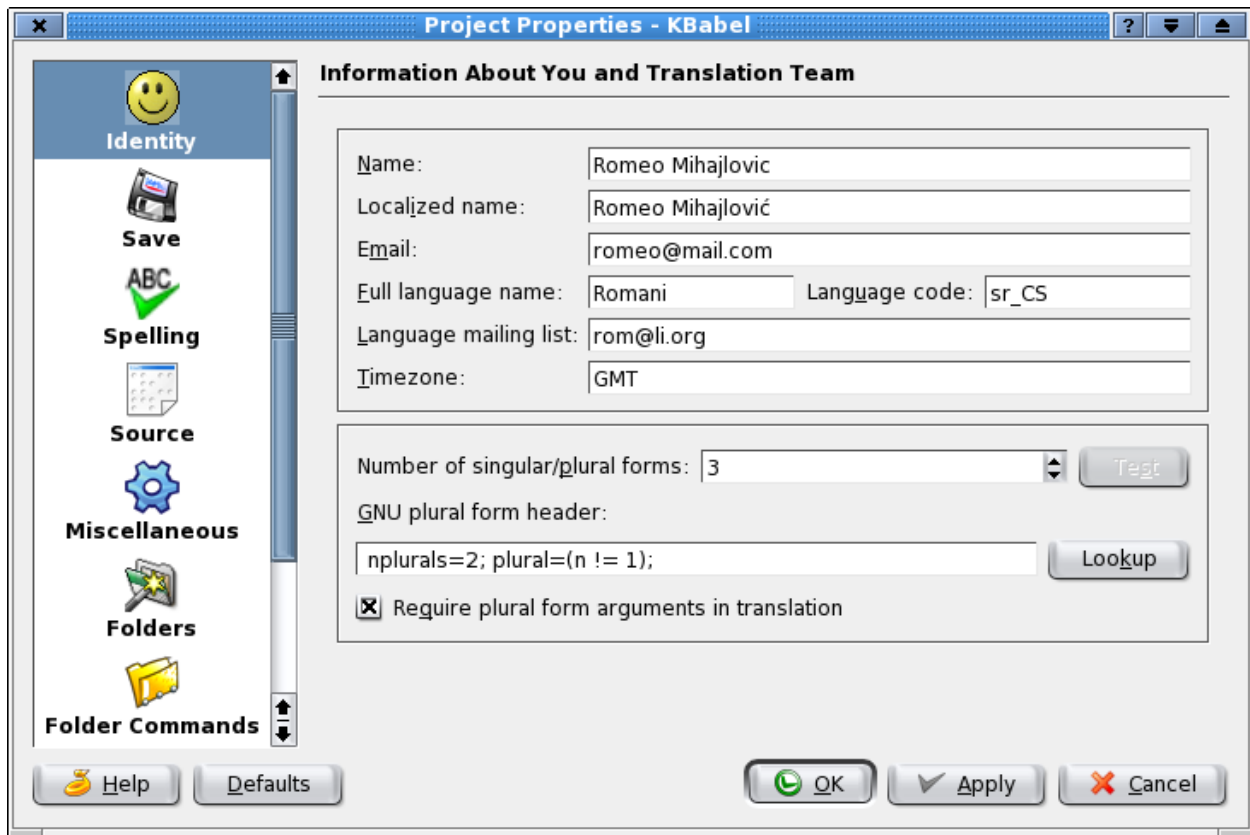 Project Properties - KBabel
?
Identity
Save
ABC
Spelling
Source
Miscellaneous
Folders
Folder Commands
Information About You and Translation Team
Name: Romeo Mihajlovic
Localized name: Romeo Mihajlović
Email: romeo@mail.com
Full language name: Romani Language code: sr_CS
Language mailing list: rom@li.org
Timezone: GMT
Number of singular/plural forms: 3 Test
GNU plural form header:
nplurals=2; plural=(n != 1); Lookup
Require plural form arguments in translation
Help Defaults OK Apply Cancel